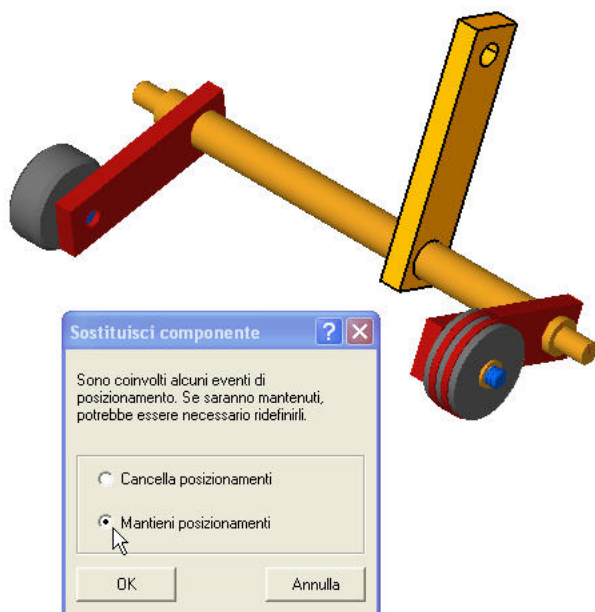 Sostituisci componente
Sono coinvolti alcuni eventi di
posizionamento. Se saranno mantenuti,
potrebbe essere necessario ridefinirli.
Cancella posizionamenti
Mantieni posizionamenti
OK
Annulla